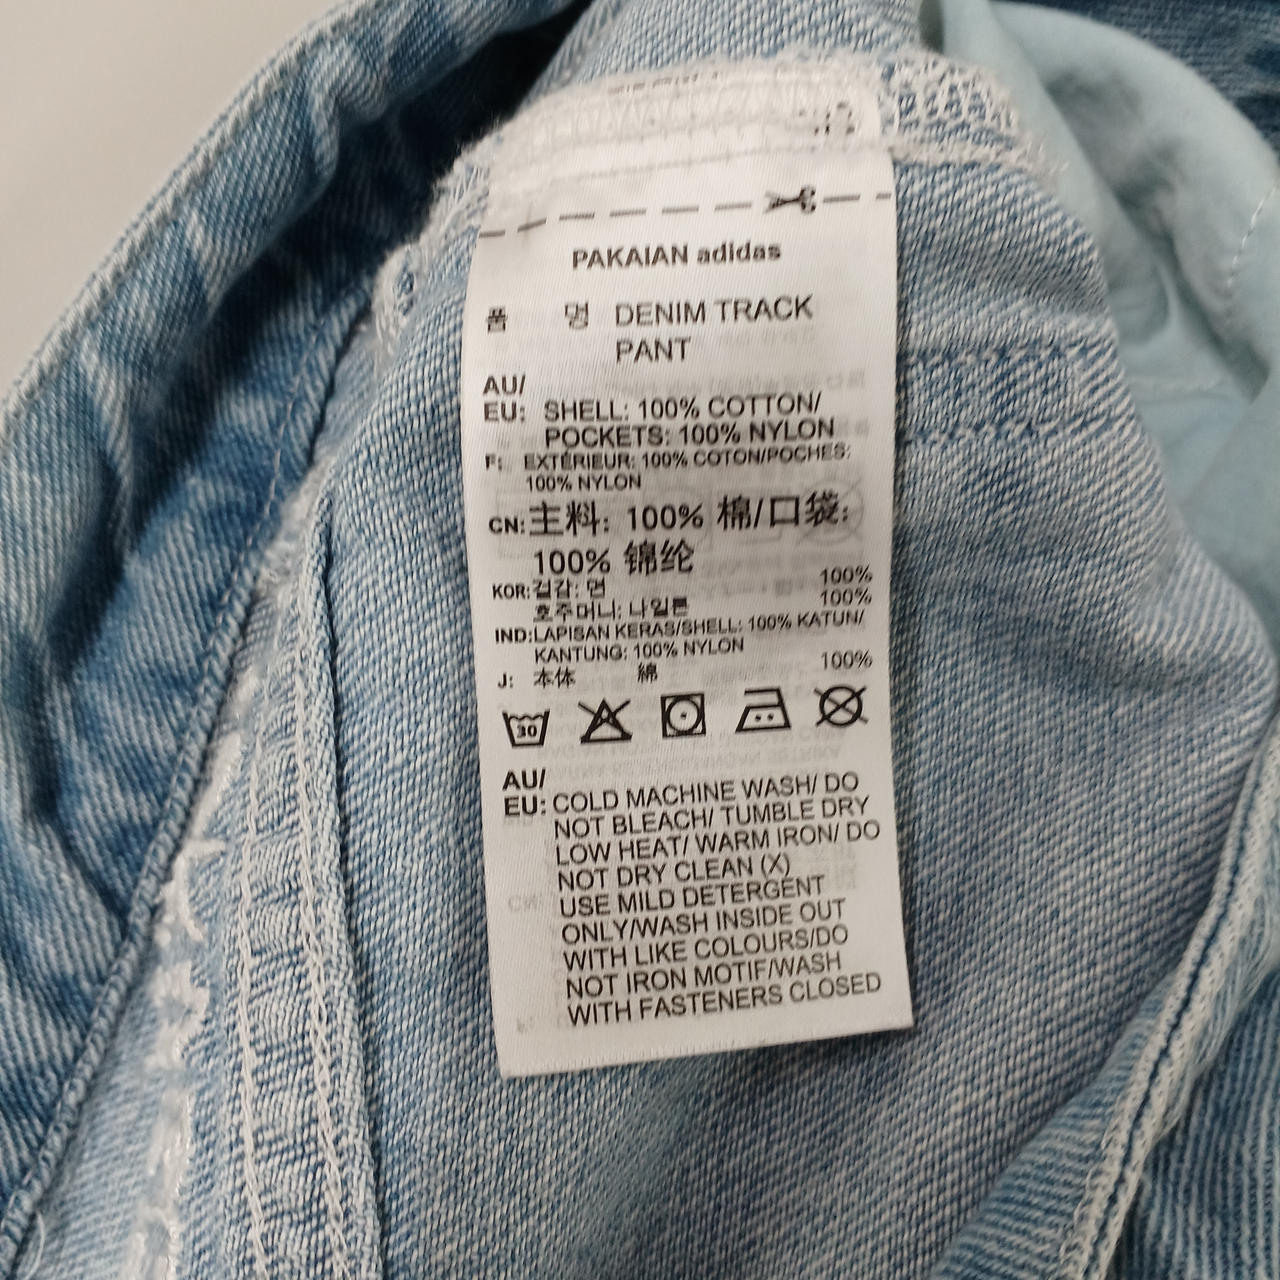 PAKAIAN adidas
품 명 DENIM TRACK
PANT
AU/
EU: SHELL: 100% COTTON/
POCKETS: 100% NYLON
F: EXTÉRIEUR: 100% COTON/POCHES:
100% NYLON
CN: 主料: 100% 棉/口袋:
100% 锦纶
KOR: 겉감: 면 100%
호주머니: 나일론 100%
IND: LAPISAN KERAS/SHELL: 100% KATUN/
KANTUNG: 100% NYLON
J: 本体 綿 100%
30
AU/
EU: COLD MACHINE WASH/ DO
NOT BLEACH/ TUMBLE DRY
LOW HEAT/ WARM IRON/ DO
NOT DRY CLEAN (X)
USE MILD DETERGENT
ONLY/WASH INSIDE OUT
WITH LIKE COLOURS/DO
NOT IRON MOTIF/WASH
WITH FASTENERS CLOSED